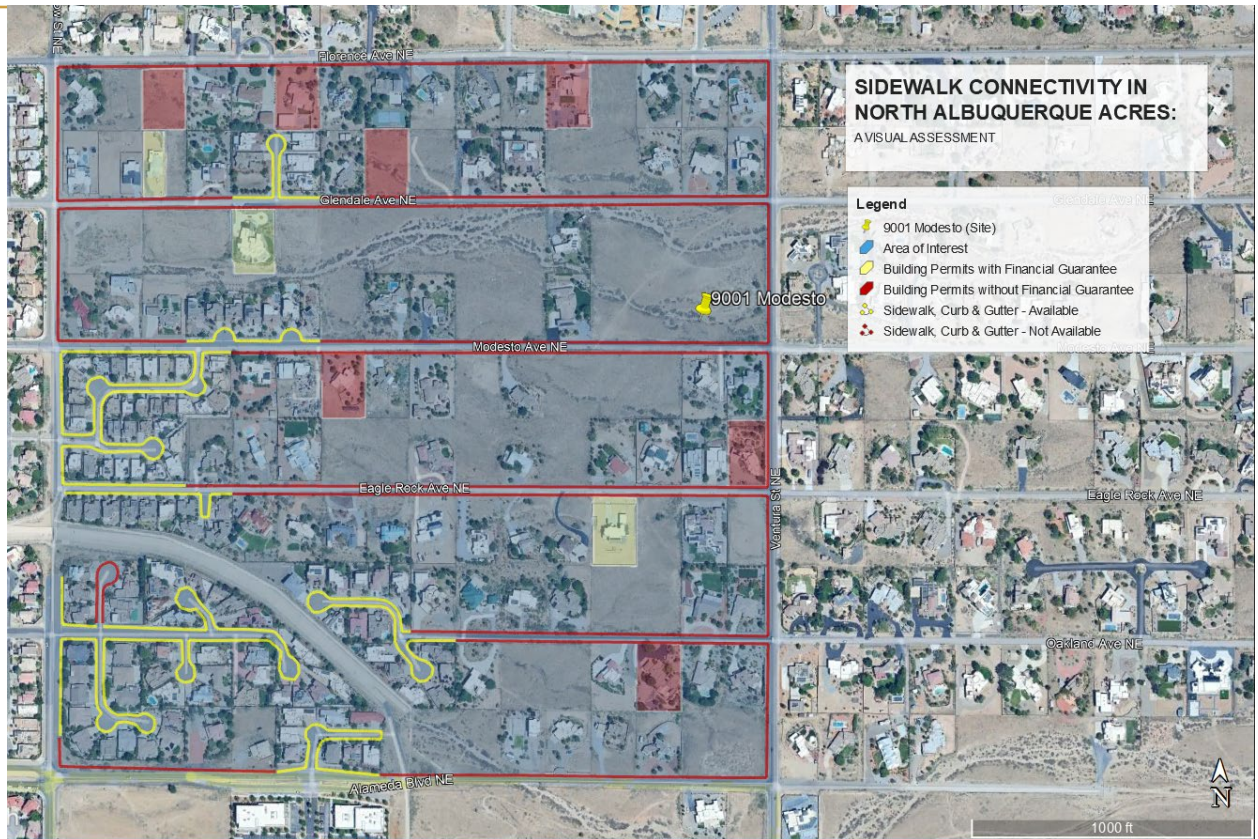 Florence Ave NE
SIDEWALK CONNECTIVITY IN
NORTH ALBUQUERQUE ACRES:
A VISUAL ASSESSMENT
Legend
9001 Modesto (Site)
Area of Interest
Building Permits with Financial Guarantee
Building Permits without Financial Guarantee
Sidewalk, Curb & Gutter - Available
Sidewalk, Curb & Gutter - Not Available
Glendale Ave NE
9001 Modesto
Modesto Ave NE
Eagle Rock Ave NE
Eagle Rock Ave NE
Ventura St NE
Oakland Ave NE
Alameda Blvd NE
N
1000 ft